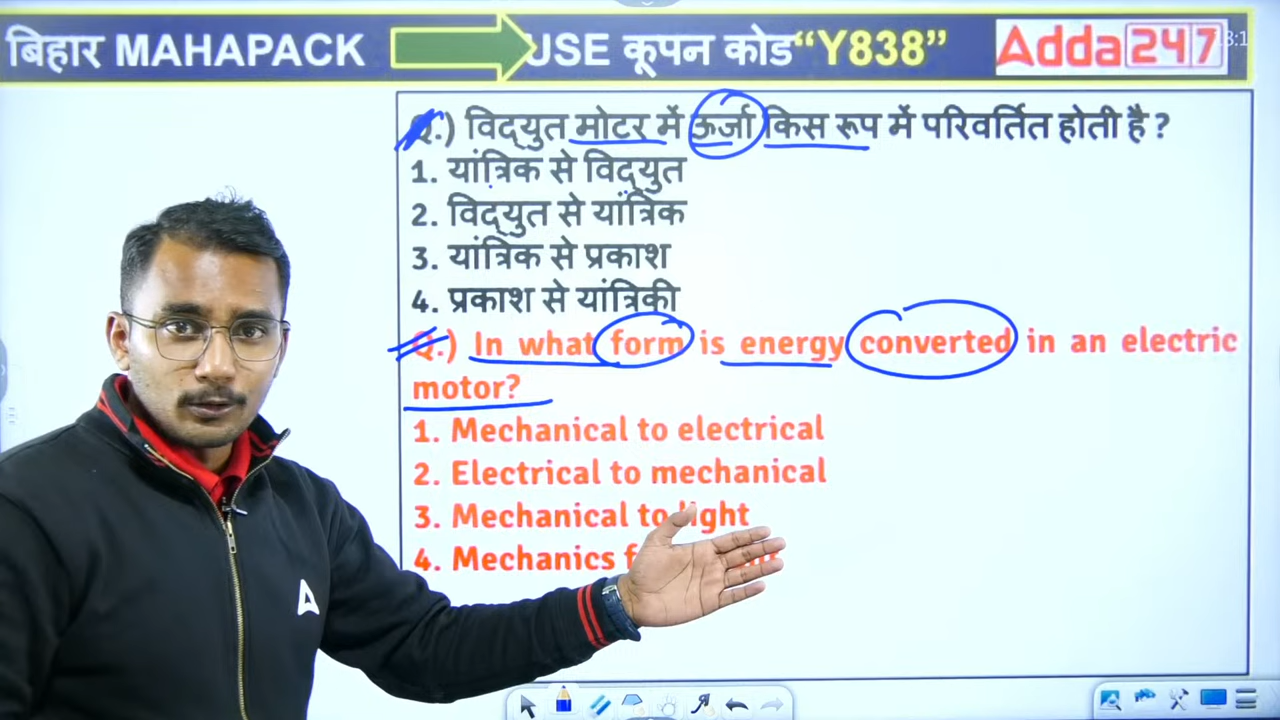 बिहार MAHAPACK
USE कूपन कोड“Y838”
Adda247
Q.) विद्युत मोटर में ऊर्जा किस रूप में परिवर्तित होती है ?
1. यांत्रिक से विद्युत
2. विद्युत से यांत्रिक
3. यांत्रिक से प्रकाश
4. प्रकाश से यांत्रिकी
Q.) In what form is energy converted in an electric
motor?
1. Mechanical to electrical
2. Electrical to mechanical
3. Mechanical to light
4. Mechanics